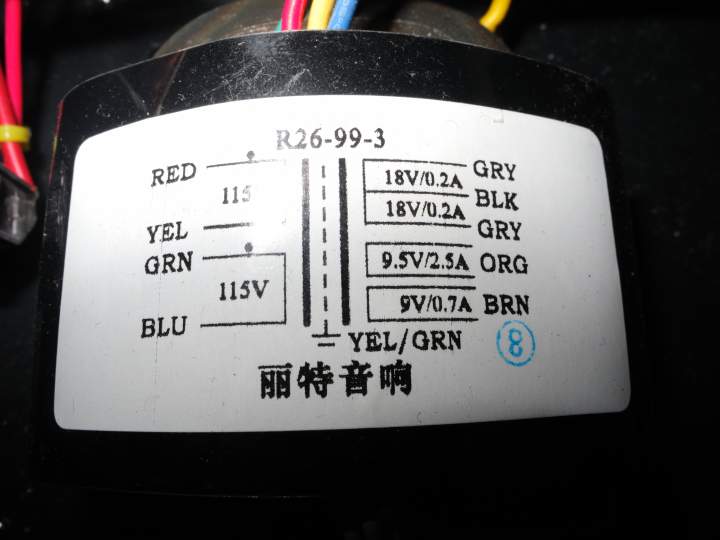 R26-99-3
RED
115
YEL
GRN
115V
BLU
18V/0.2A
18V/0.2A
9.5V/2.5A
9V/0.7A
GRY
BLK
GRY
ORG
BRN
YEL/GRN
8
丽特音响